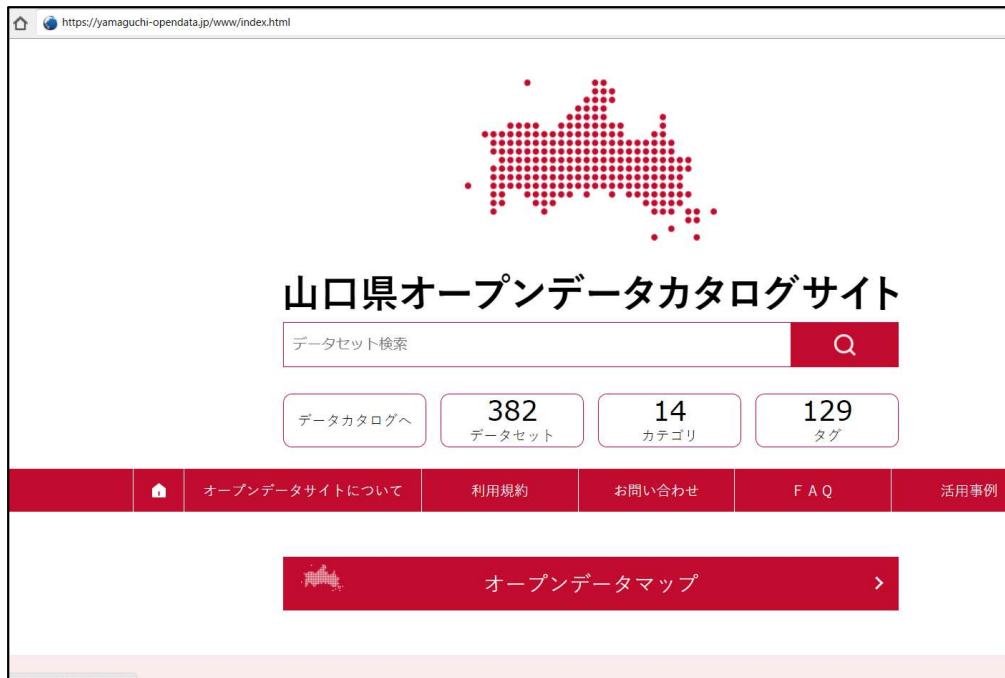 https://yamaguchi-opendata.jp/www/index.html
山口県オープンデータカタログサイト
データセット検索
データカタログへ
382
データセット
14
カテゴリ
129
タグ
オープンデータサイトについて
利用規約
お問い合わせ
ＦＡＱ
活用事例
オープンデータマップ